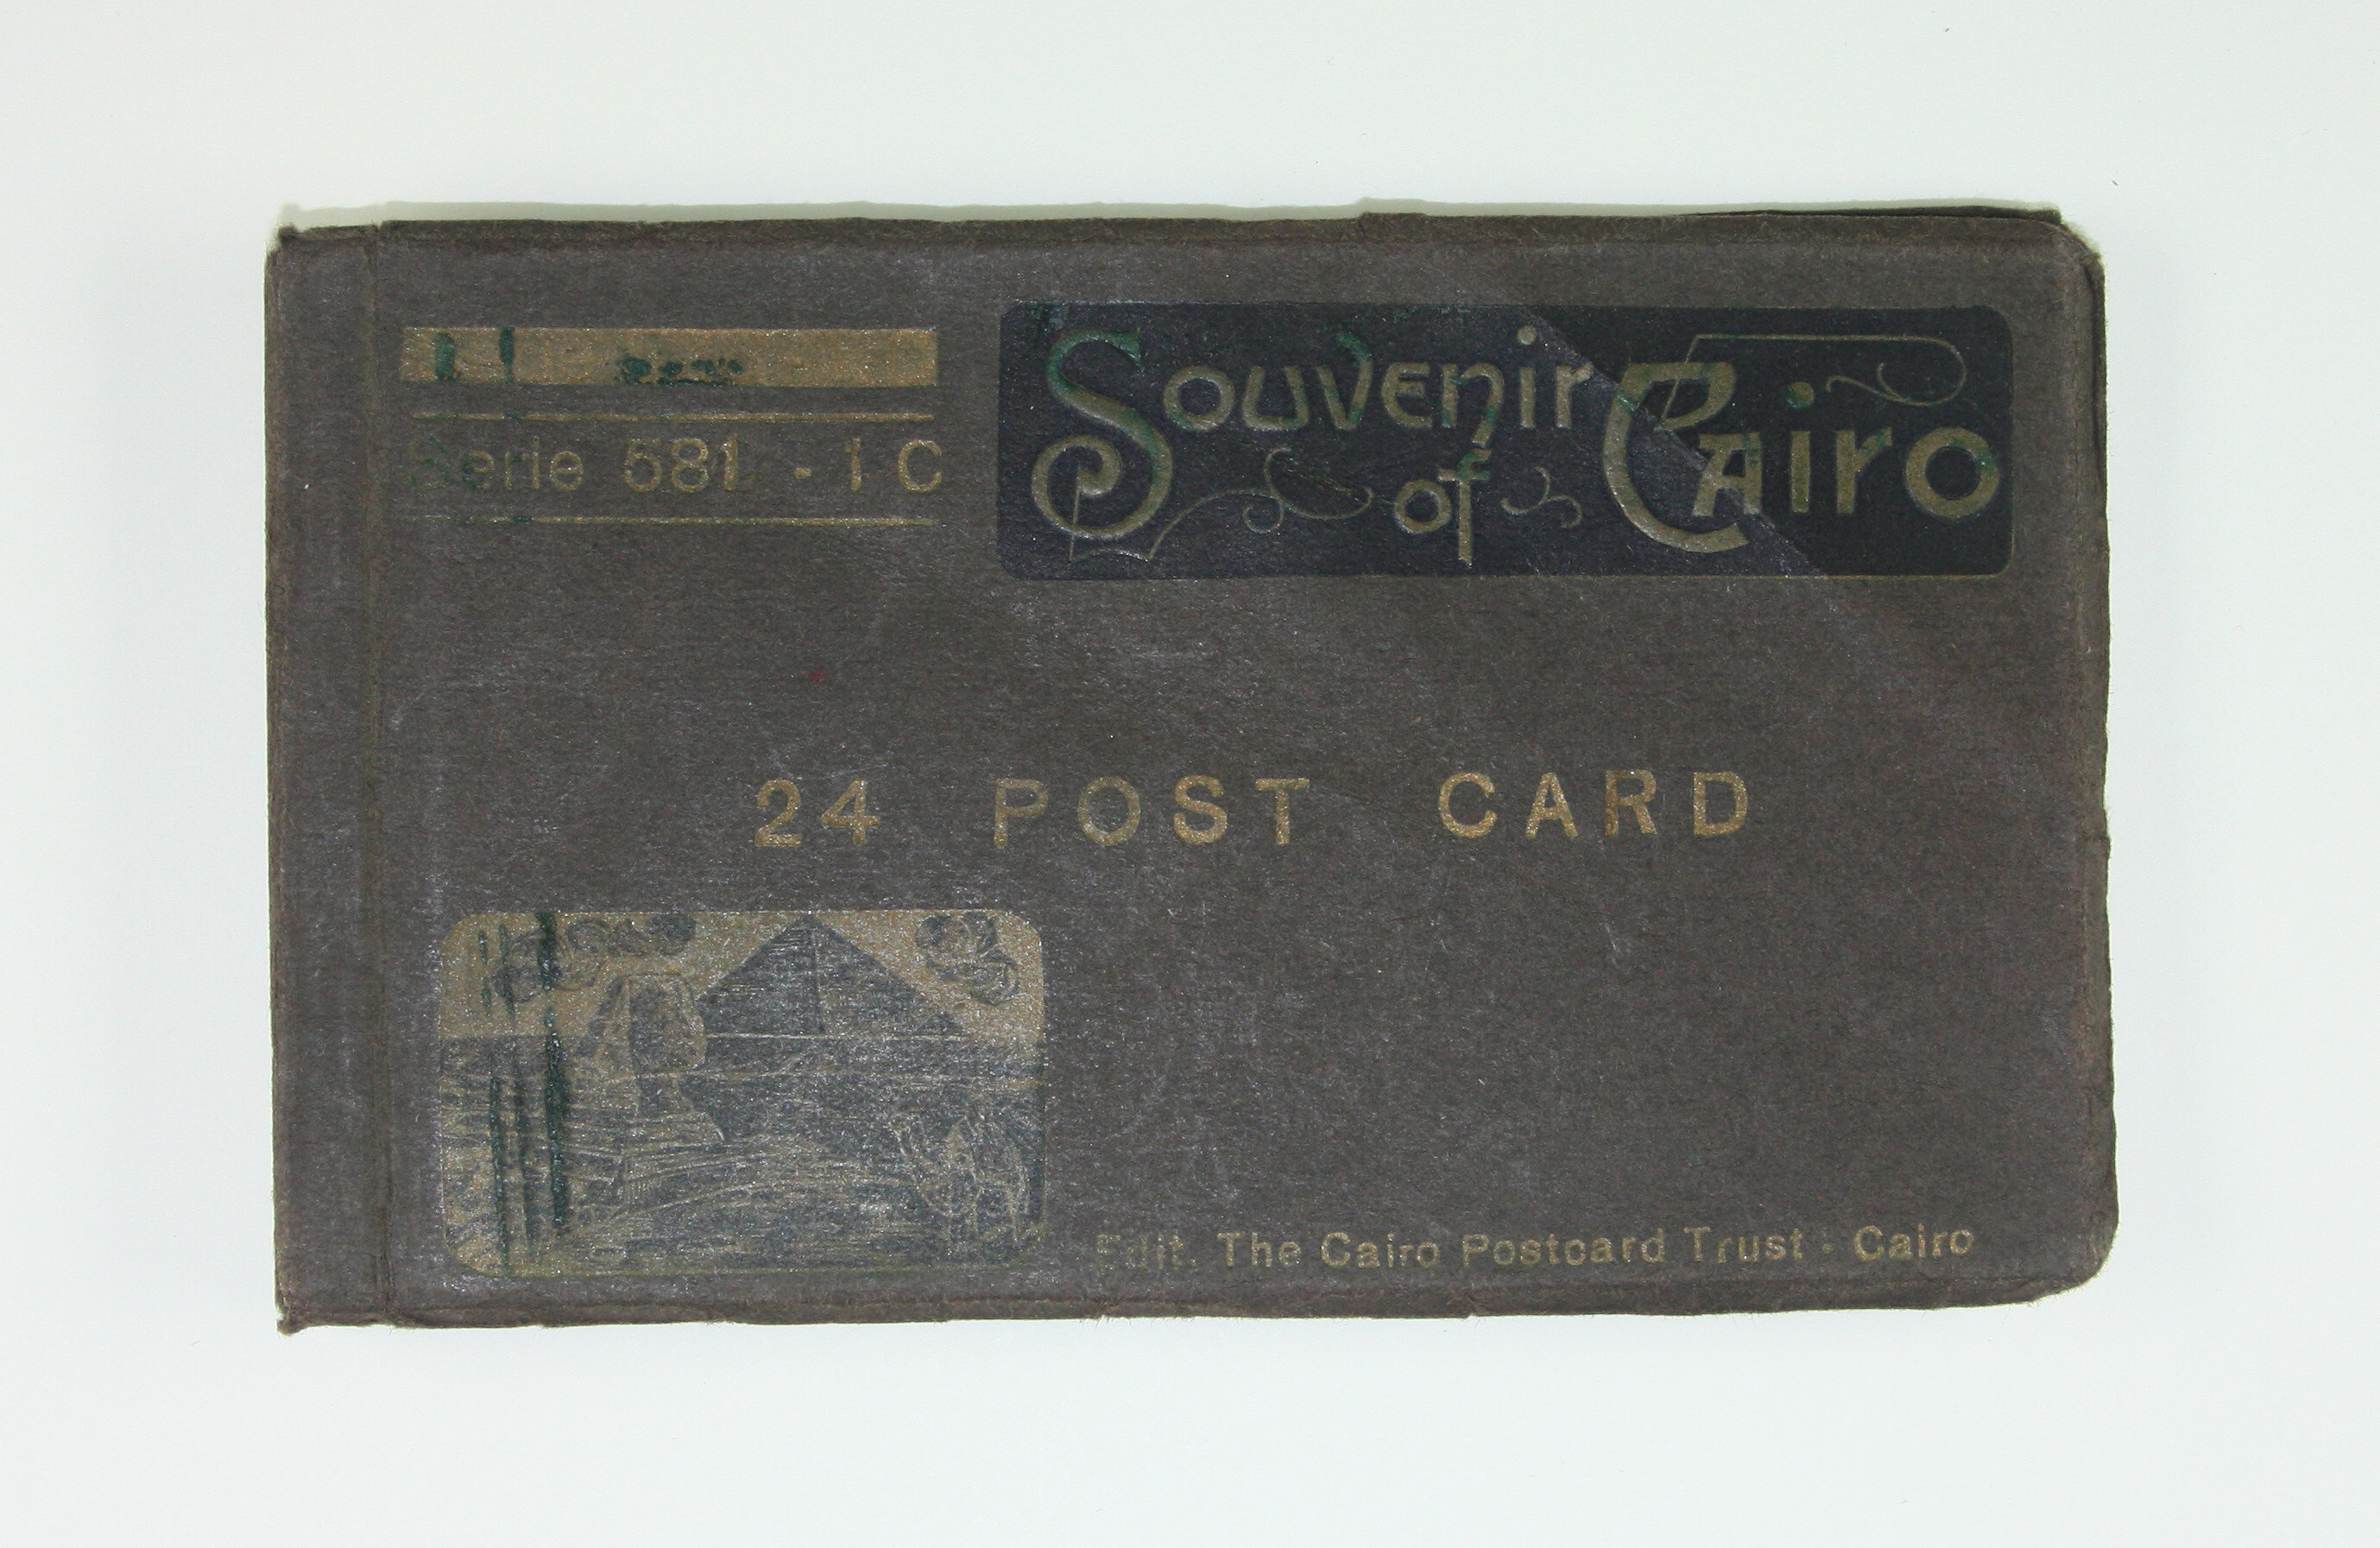 Serie 581 - 1 C
Souvenir
of Cairo
24 POST CARD
Edit. The Cairo Postcard Trust - Cairo